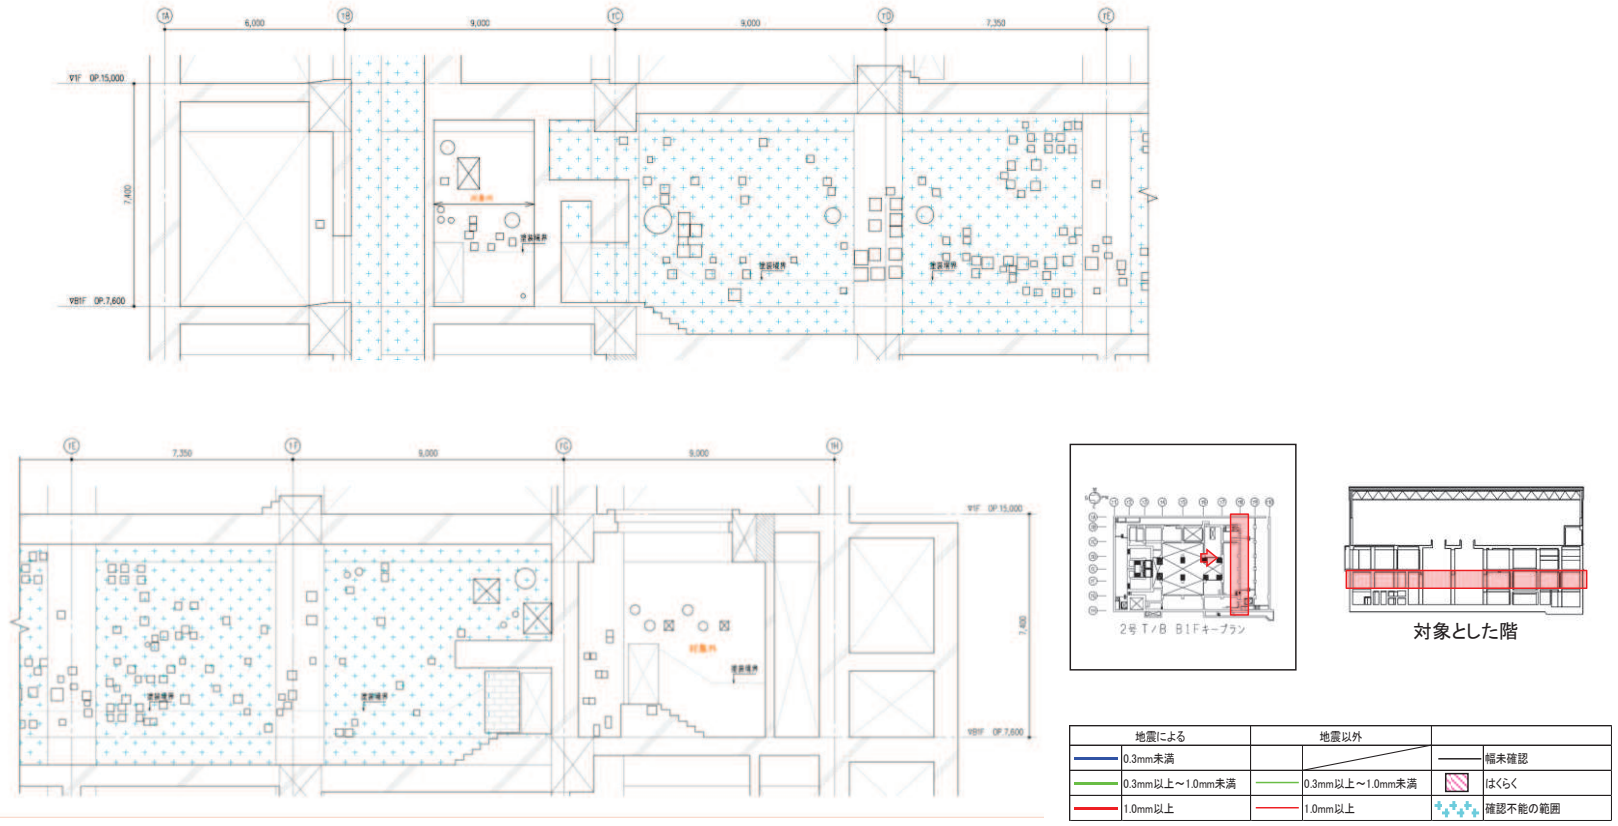 1A 1B 1C 1D 1E
6,000 9,000 9,000 7,350
▽1F OP.15,000
7,400
対象外
塗装境界
塗装境界
塗装境界
▽B1F OP.7,600
1E 1F 1G 1H
7,350 9,000 9,000
▽1F OP.15,000
7,400
対象外
塗装境界
塗装境界
塗装境界
▽B1F OP.7,600
2号 T/B B1Fキープラン
対象とした階
地震による 地震以外
0.3mm未満 幅未確認
0.3mm以上~1.0mm未満 0.3mm以上~1.0mm未満 はくらく
1.0mm以上 1.0mm以上 確認不能の範囲